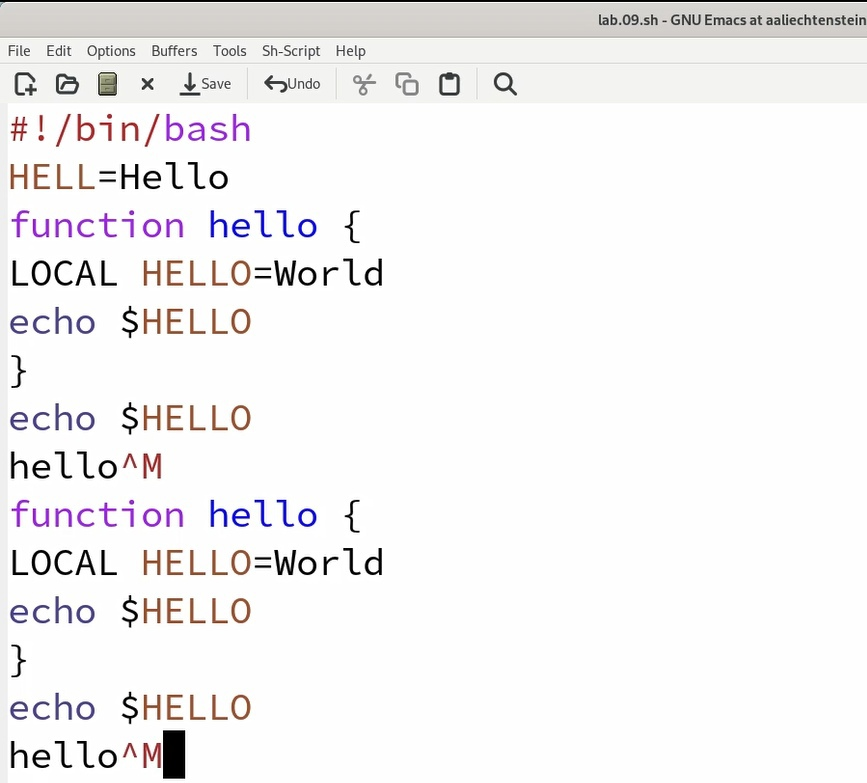 lab.09.sh - GNU Emacs at aaliechtenstein
File Edit Options Buffers Tools Sh-Script Help
Save Undo
#!/bin/bash
HELL=Hello
function hello {
LOCAL HELLO=World
echo $HELLO
}
echo $HELLO
hello^M
function hello {
LOCAL HELLO=World
echo $HELLO
}
echo $HELLO
hello^M